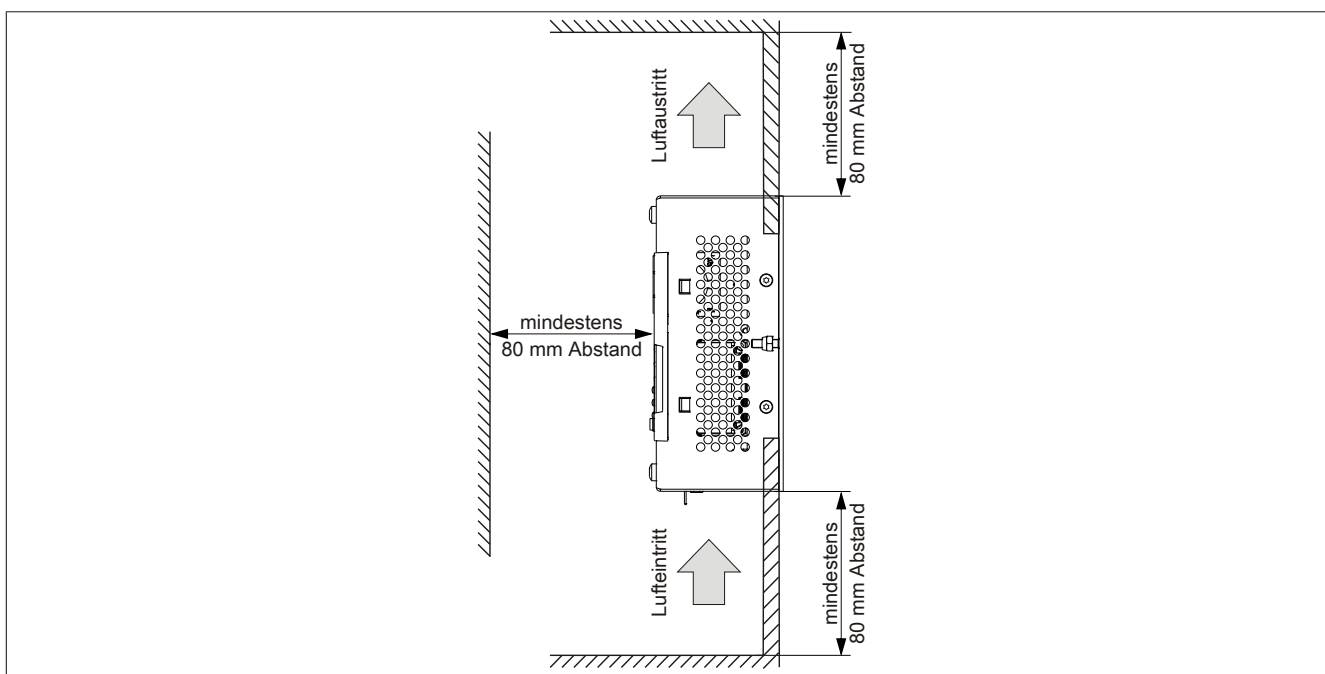 Luftaustritt
mindestens
80 mm Abstand
mindestens
80 mm Abstand
Lufteintritt
mindestens
80 mm Abstand